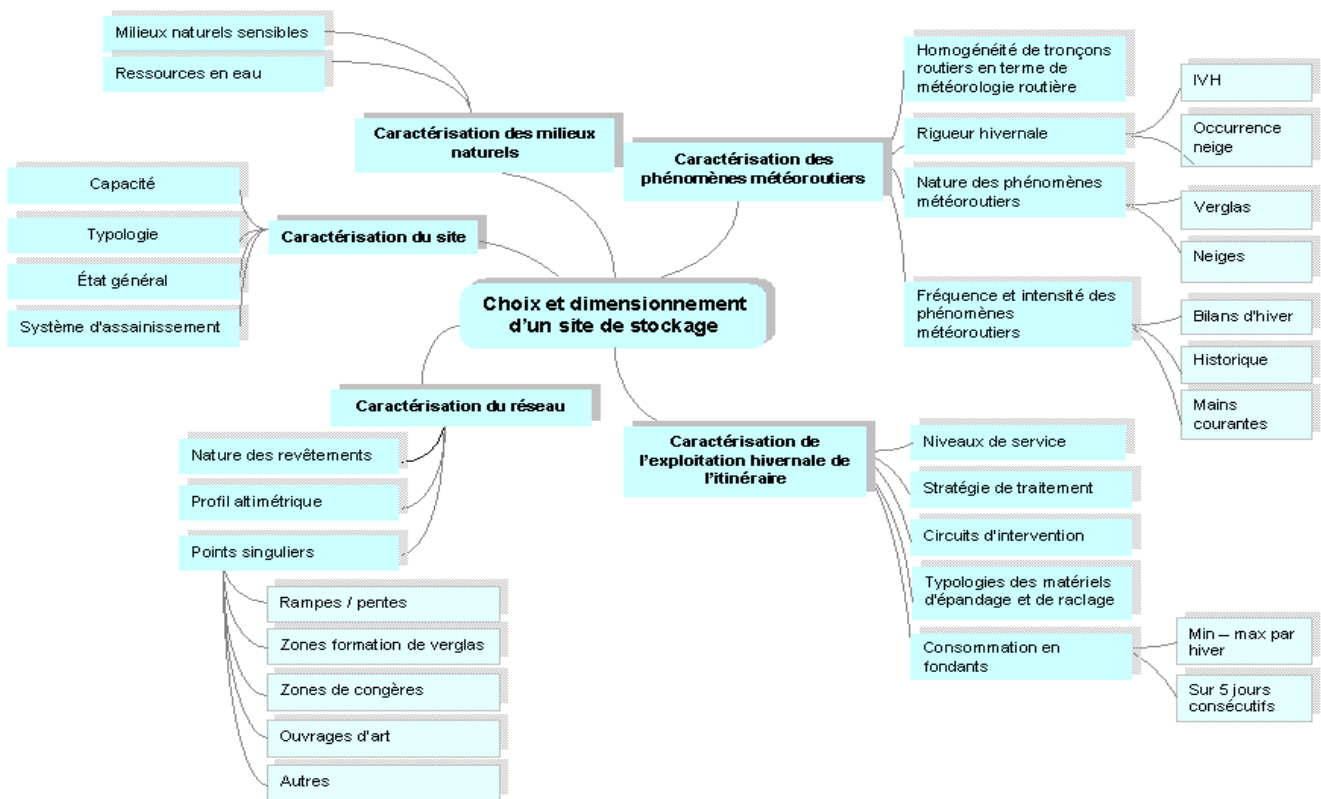 Milieux naturels sensibles
Ressources en eau
Caractérisation des milieux
naturels
Capacité
Typologie
État général
Système d'assainissement
Caractérisation du site
Choix et dimensionnement
d'un site de stockage
Caractérisation des
phénomènes météoroutiers
Homogénéité de tronçons
routiers en terme de
météorologie routière
Rigueur hivernale
IVH
Occurrence
neige
Nature des phénomènes
météoroutiers
Verglas
Neiges
Fréquence et intensité des
phénomènes
météoroutiers
Bilans d'hiver
Historique
Mains
courantes
Caractérisation du réseau
Nature des revêtements
Profil altimétrique
Points singuliers
Rampes / pentes
Zones formation de verglas
Zones de congères
Ouvrages d'art
Autres
Caractérisation de
l'exploitation hivernale de
l'itinéraire
Niveaux de service
Stratégie de traitement
Circuits d'intervention
Typologies des matériels
d'épandage et de raclage
Consommation en
fondants
Min – max par
hiver
Sur 5 jours
consécutifs